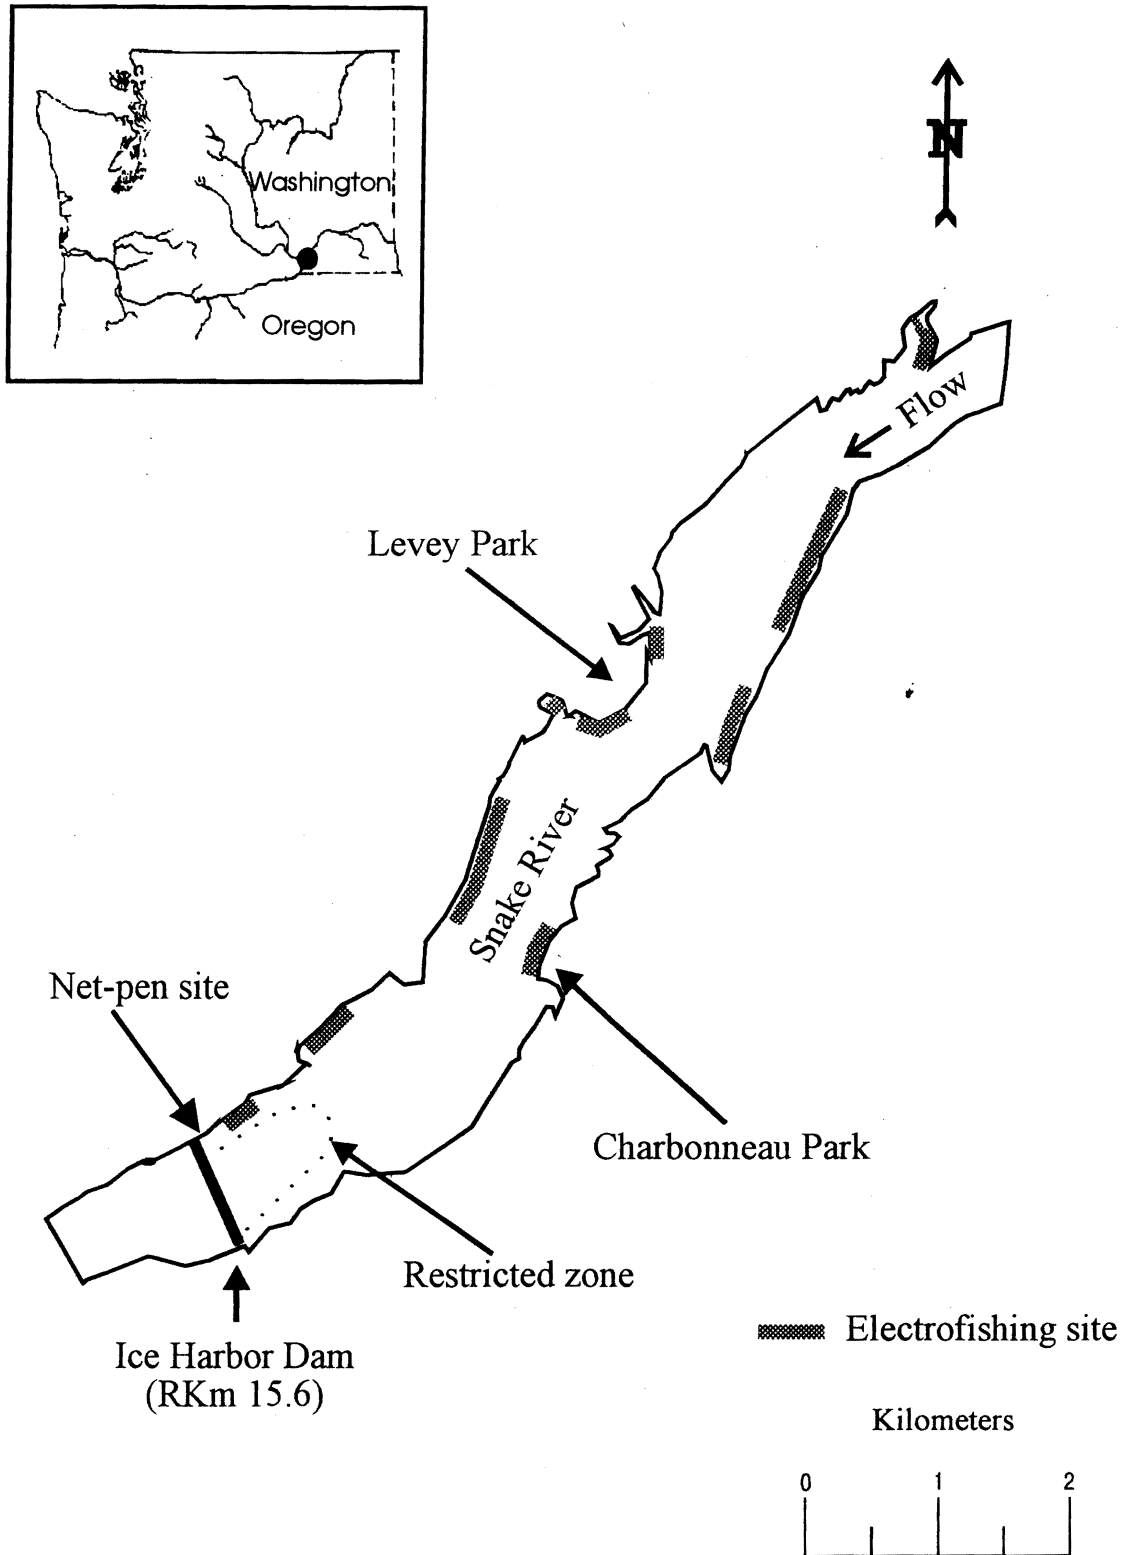 Washington
Oregon
N
Flow
Levey Park
Snake River
Net-pen site
Charbonneau Park
Restricted zone
Ice Harbor Dam
(RKm 15.6)
Electrofishing site
Kilometers
0 1 2